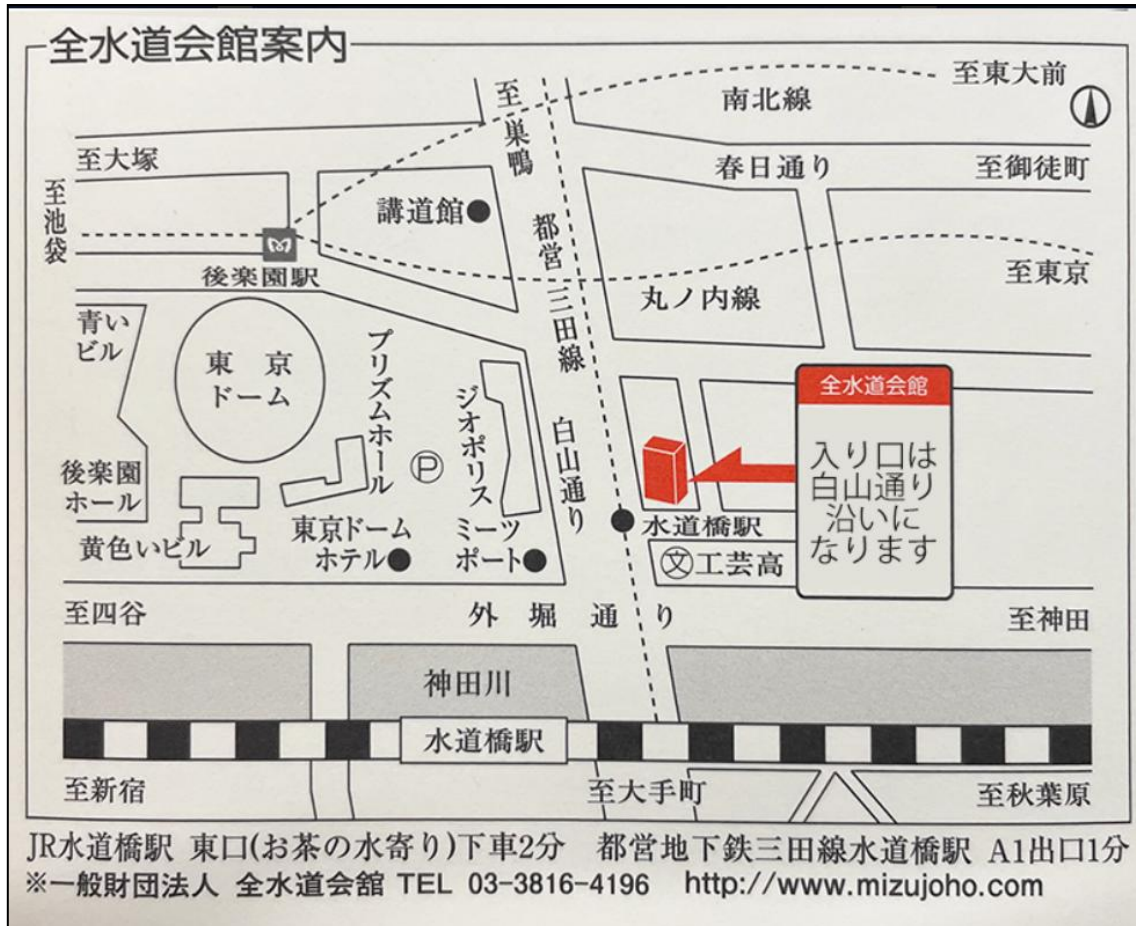 全水道会館案内
至東大前
南北線
至巣鴨
至大塚
春日通り
至御徒町
至池袋
講道館
都営三田線
後楽園駅
至東京
丸ノ内線
青い
ビル
東京
ドーム
プリズムホール
ジオポリス
白山通り
全水道会館
入り口は
白山通り
沿いに
なります
後楽園
ホール
P
水道橋駅
黄色いビル
東京ドーム
ホテル
ミーツ
ポート
文工芸高
至四谷
外堀通り
至神田
神田川
水道橋駅
至新宿
至大手町
至秋葉原
JR水道橋駅 東口(お茶の水寄り)下車2分 都営地下鉄三田線水道橋駅 A1出口1分
※一般財団法人 全水道会舘 TEL 03-3816-4196 http://www.mizujoho.com